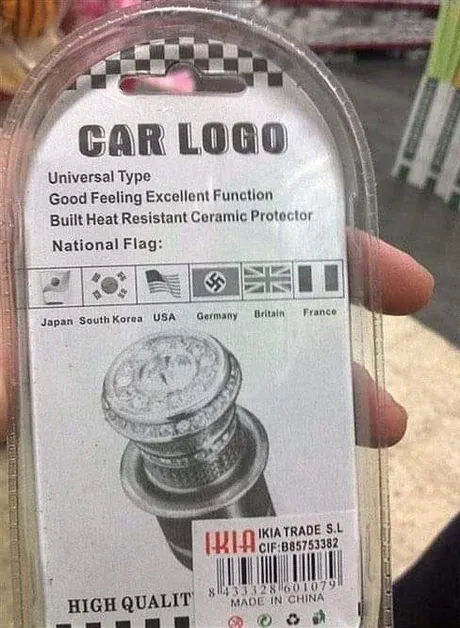 CAR LOGO
Universal Type
Good Feeling Excellent Function
Built Heat Resistant Ceramic Protector
National Flag:
Japan South Korea USA Germany Britain France
IKIA IKIA TRADE S.L
CIF:B85753382
8 433328 601079
MADE IN CHINA
HIGH QUALIT